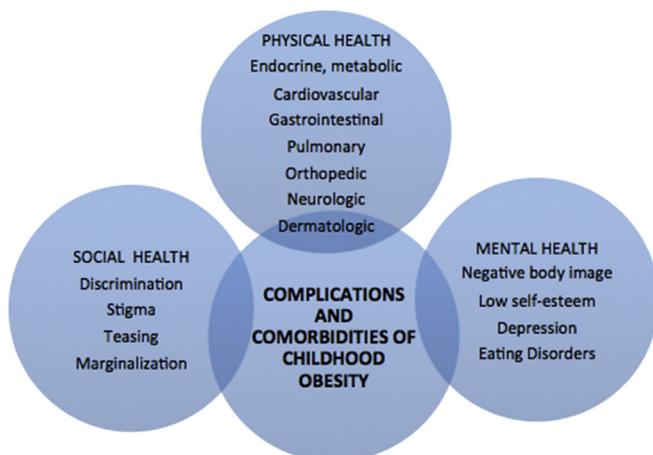 PHYSICAL HEALTH
Endocrine, metabolic
Cardiovascular
Gastrointestinal
Pulmonary
Orthopedic
Neurologic
Dermatologic
SOCIAL HEALTH
Discrimination
Stigma
Teasing
Marginalization
COMPLICATIONS
AND
COMORBIDITIES OF
CHILDHOOD
OBESITY
MENTAL HEALTH
Negative body image
Low self-esteem
Depression
Eating Disorders